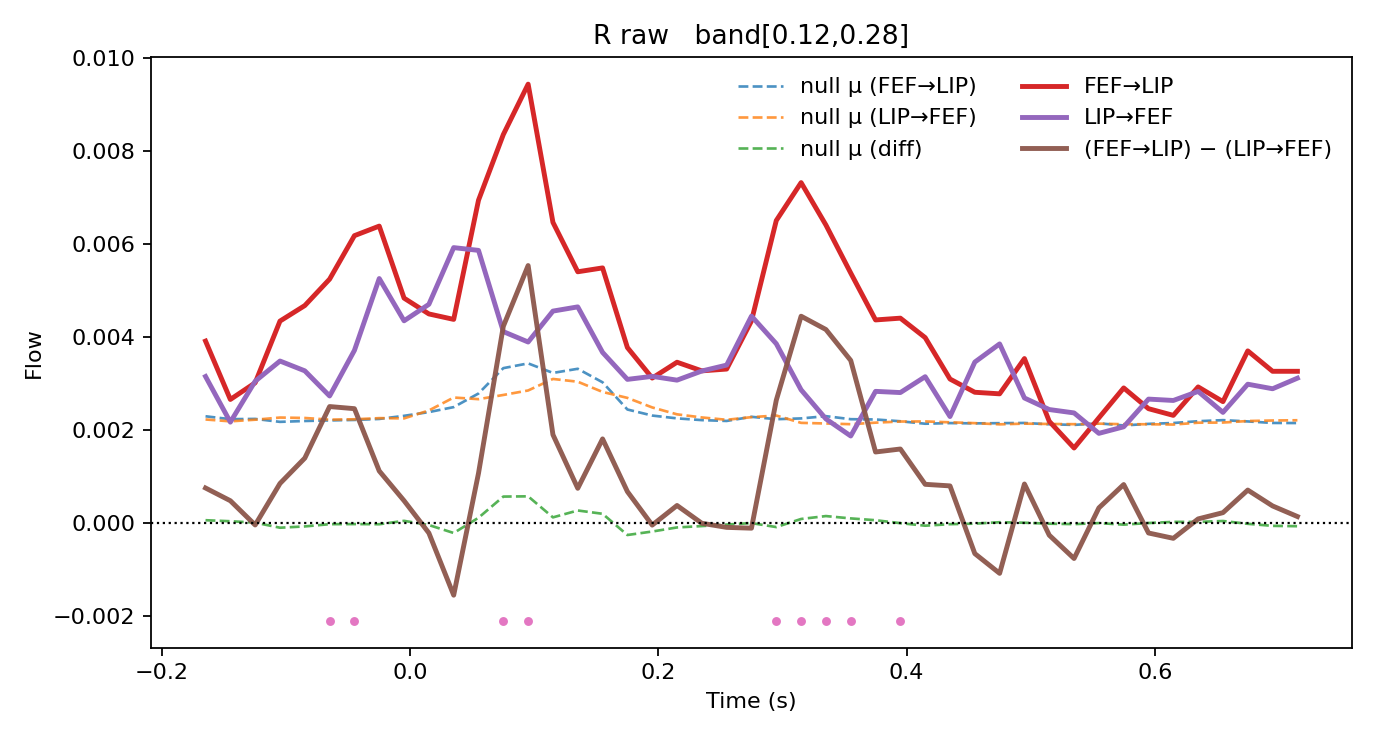 R raw   band[0.12,0.28]
0.010
0.008
0.006
0.004
0.002
0.000
−0.002
Flow
null μ (FEF→LIP)
null μ (LIP→FEF)
null μ (diff)
FEF→LIP
LIP→FEF
(FEF→LIP) − (LIP→FEF)
−0.2
0.0
0.2
0.4
0.6
Time (s)